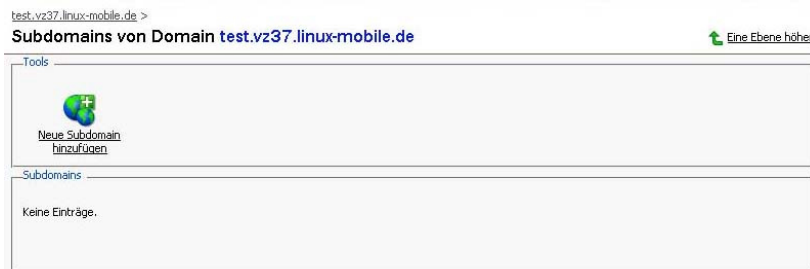 test.vz37.linux-mobile.de >
Subdomains von Domain test.vz37.linux-mobile.de
Eine Ebene höher
Tools
Neue Subdomain
hinzufügen
Subdomains
Keine Einträge.